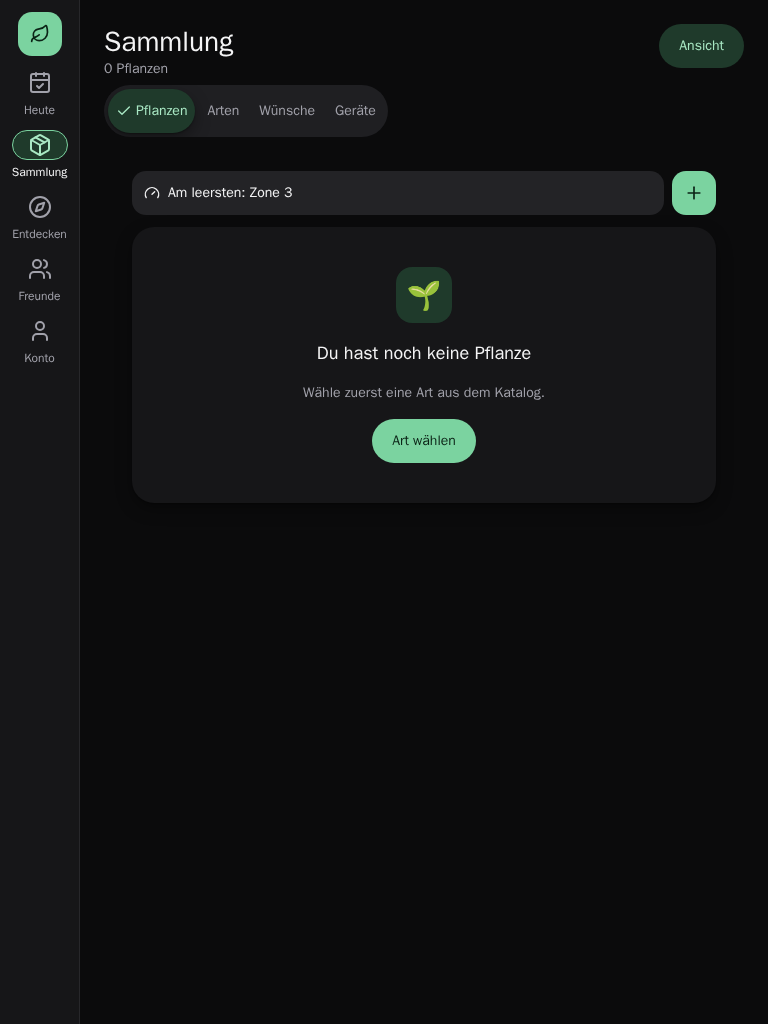 Sammlung
0 Pflanzen
Ansicht
Pflanzen
Arten
Wünsche
Geräte
Heute
Sammlung
Entdecken
Freunde
Konto
Am leersten: Zone 3
Du hast noch keine Pflanze
Wähle zuerst eine Art aus dem Katalog.
Art wählen